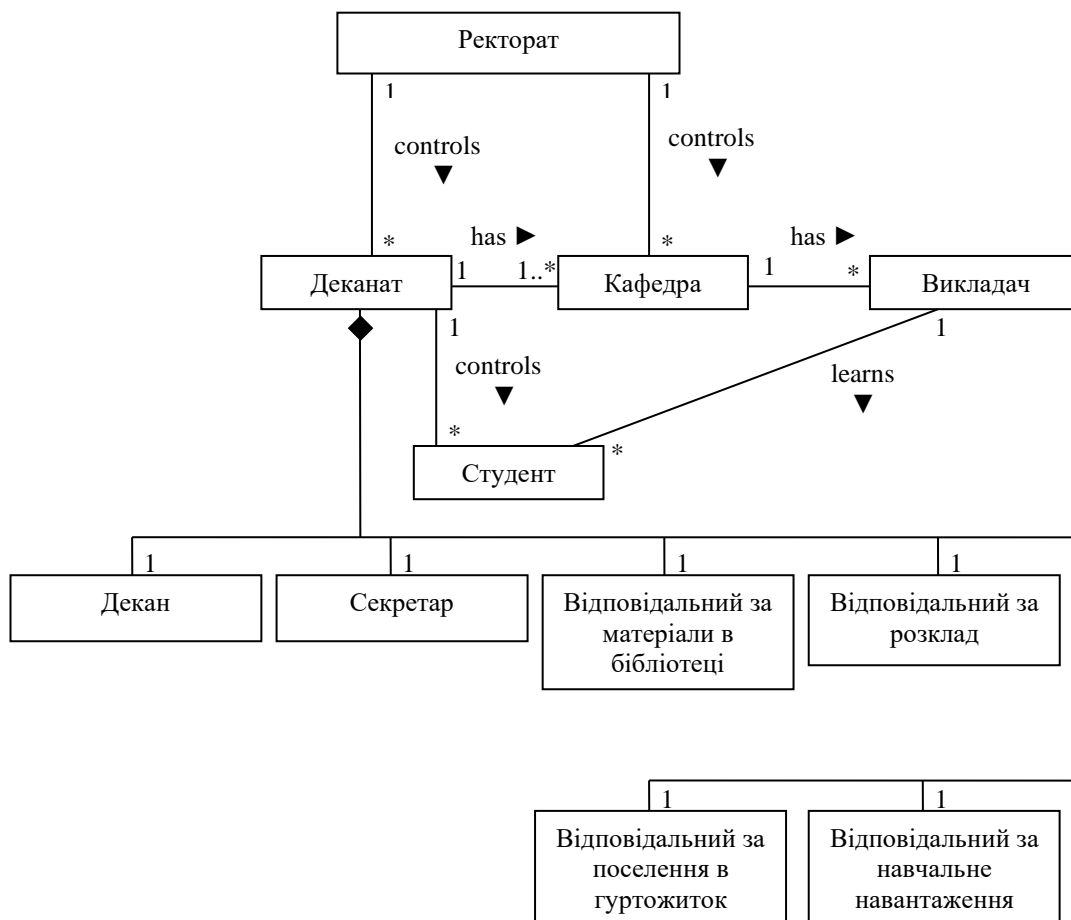 Ректорат
1
1
controls
▼
controls
▼
*
*
has ►
has ►
Деканат
1
1..*
Кафедра
1
*
Викладач
1
1
controls
▼
learns
▼
*
*
Студент
1
1
1
1
Декан
Секретар
Відповідальний за
матеріали в
бібліотеці
Відповідальний за
розклад
1
1
Відповідальний за
поселення в
гуртожиток
Відповідальний за
навчальне
навантаження